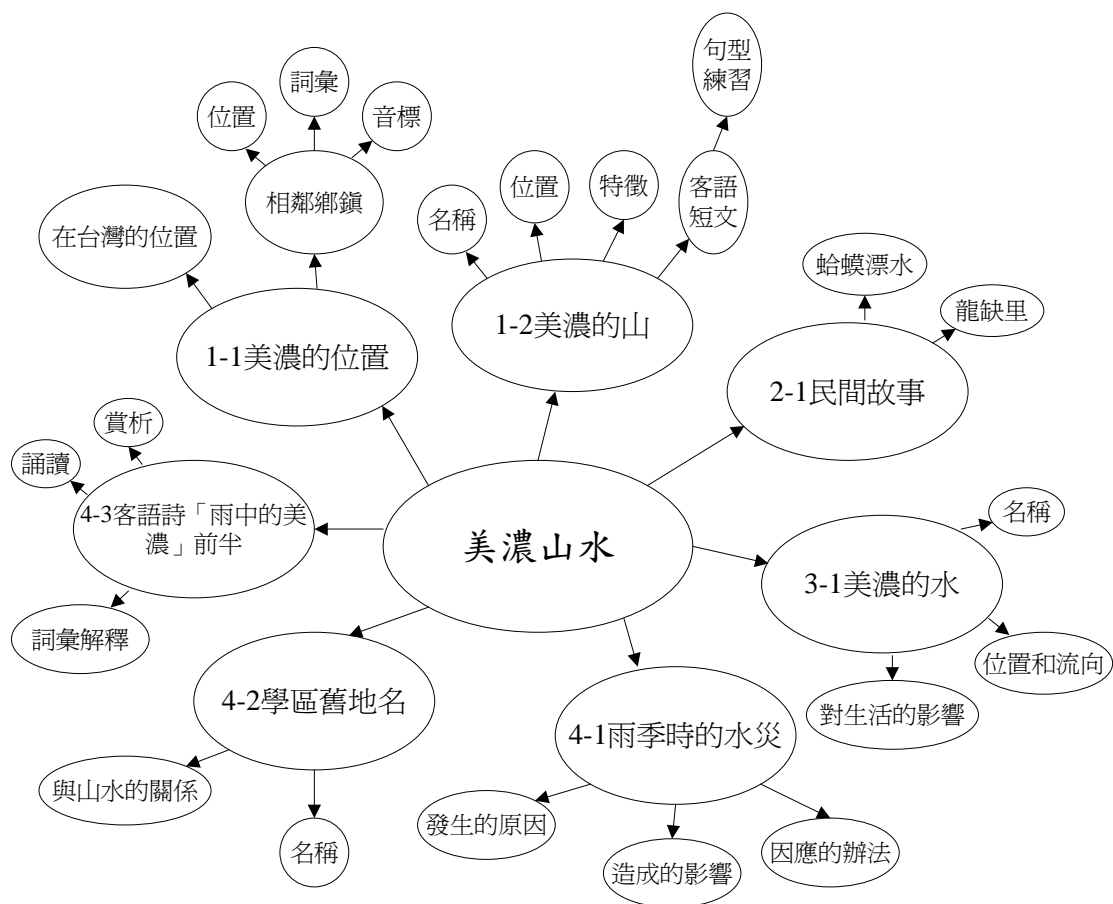 句型
練習
詞彙
位置
音標
相鄰鄉鎮
位置
特徵
客語
短文
名稱
在台灣的位置
蛤蟆漂水
龍缺里
1-2美濃的山
1-1美濃的位置
2-1民間故事
賞析
誦讀
4-3客語詩「雨中的美
濃」前半
名稱
美濃山水
3-1美濃的水
詞彙解釋
位置和流向
4-2學區舊地名
對生活的影響
4-1雨季時的水災
與山水的關係
發生的原因
因應的辦法
名稱
造成的影響